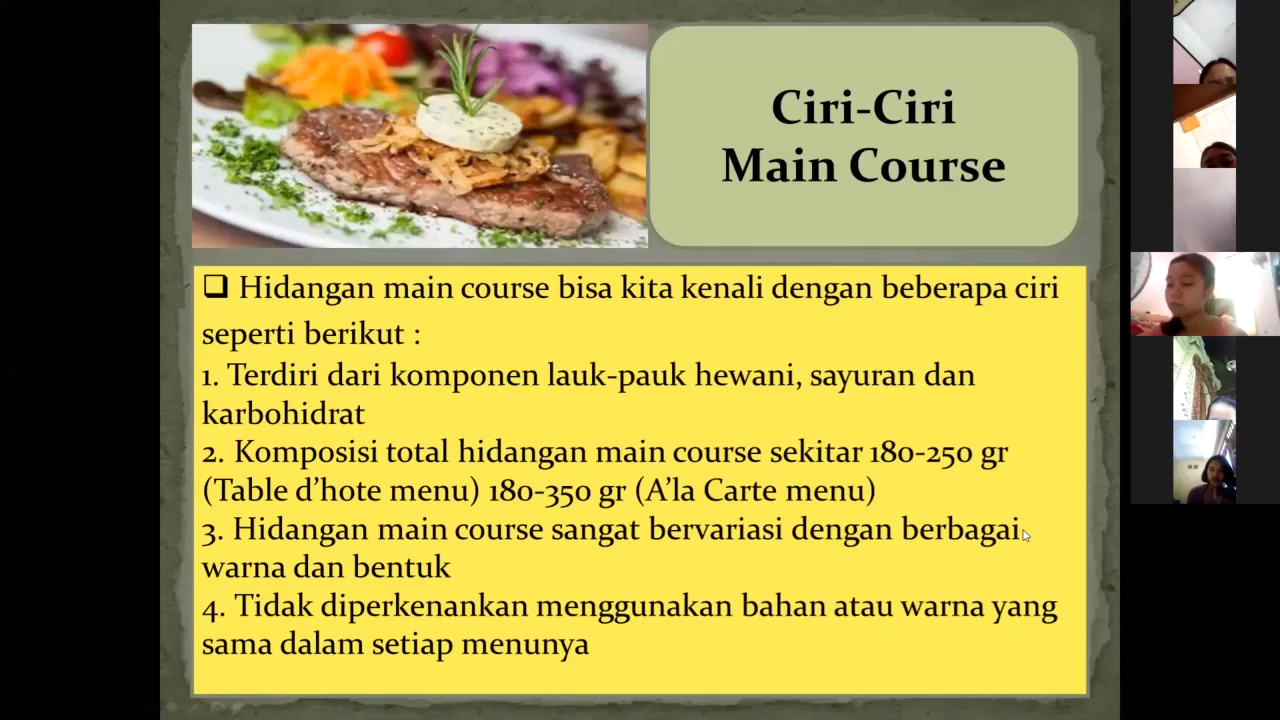 Ciri-Ciri
Main Course
❑ Hidangan main course bisa kita kenali dengan beberapa ciri
seperti berikut :
1. Terdiri dari komponen lauk-pauk hewani, sayuran dan
karbohidrat
2. Komposisi total hidangan main course sekitar 180-250 gr
(Table d’hote menu) 180-350 gr (A’la Carte menu)
3. Hidangan main course sangat bervariasi dengan berbagai
warna dan bentuk
4. Tidak diperkenankan menggunakan bahan atau warna yang
sama dalam setiap menunya